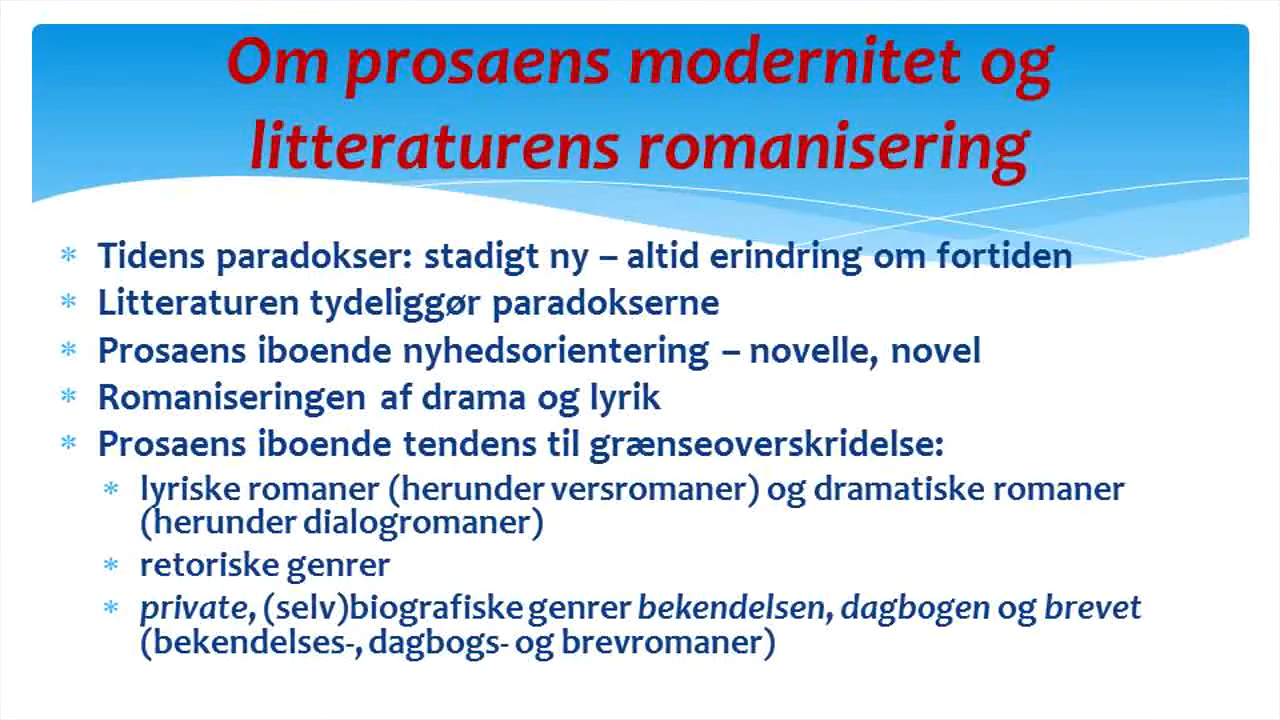 Om prosaens modernitet og
litteraturens romanisering
* Tidens paradokser: stadigt ny – altid erindring om fortiden
* Litteraturen tydeliggør paradokserne
* Prosaens iboende nyhedsorientering – novelle, novel
* Romaniseringen af drama og lyrik
* Prosaens iboende tendens til grænseoverskridelse:
* lyriske romaner (herunder versromaner) og dramatiske romaner
(herunder dialogromaner)
* retoriske genrer
* private, (selv)biografiske genrer bekendelsen, dagbogen og brevet
(bekendelses-, dagbogs- og brevromaner)